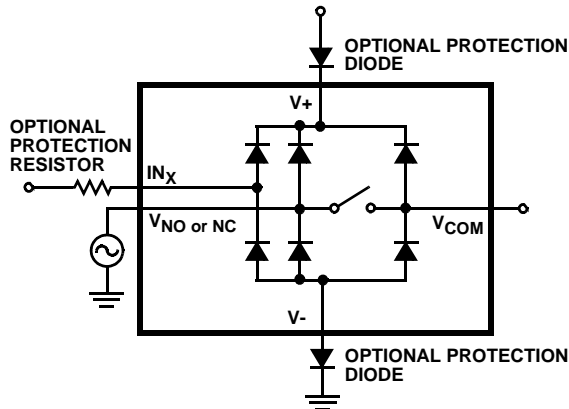 OPTIONAL PROTECTION
DIODE
V+
OPTIONAL
PROTECTION
RESISTOR
INX
VNO or NC
VCOM
V-
OPTIONAL PROTECTION
DIODE